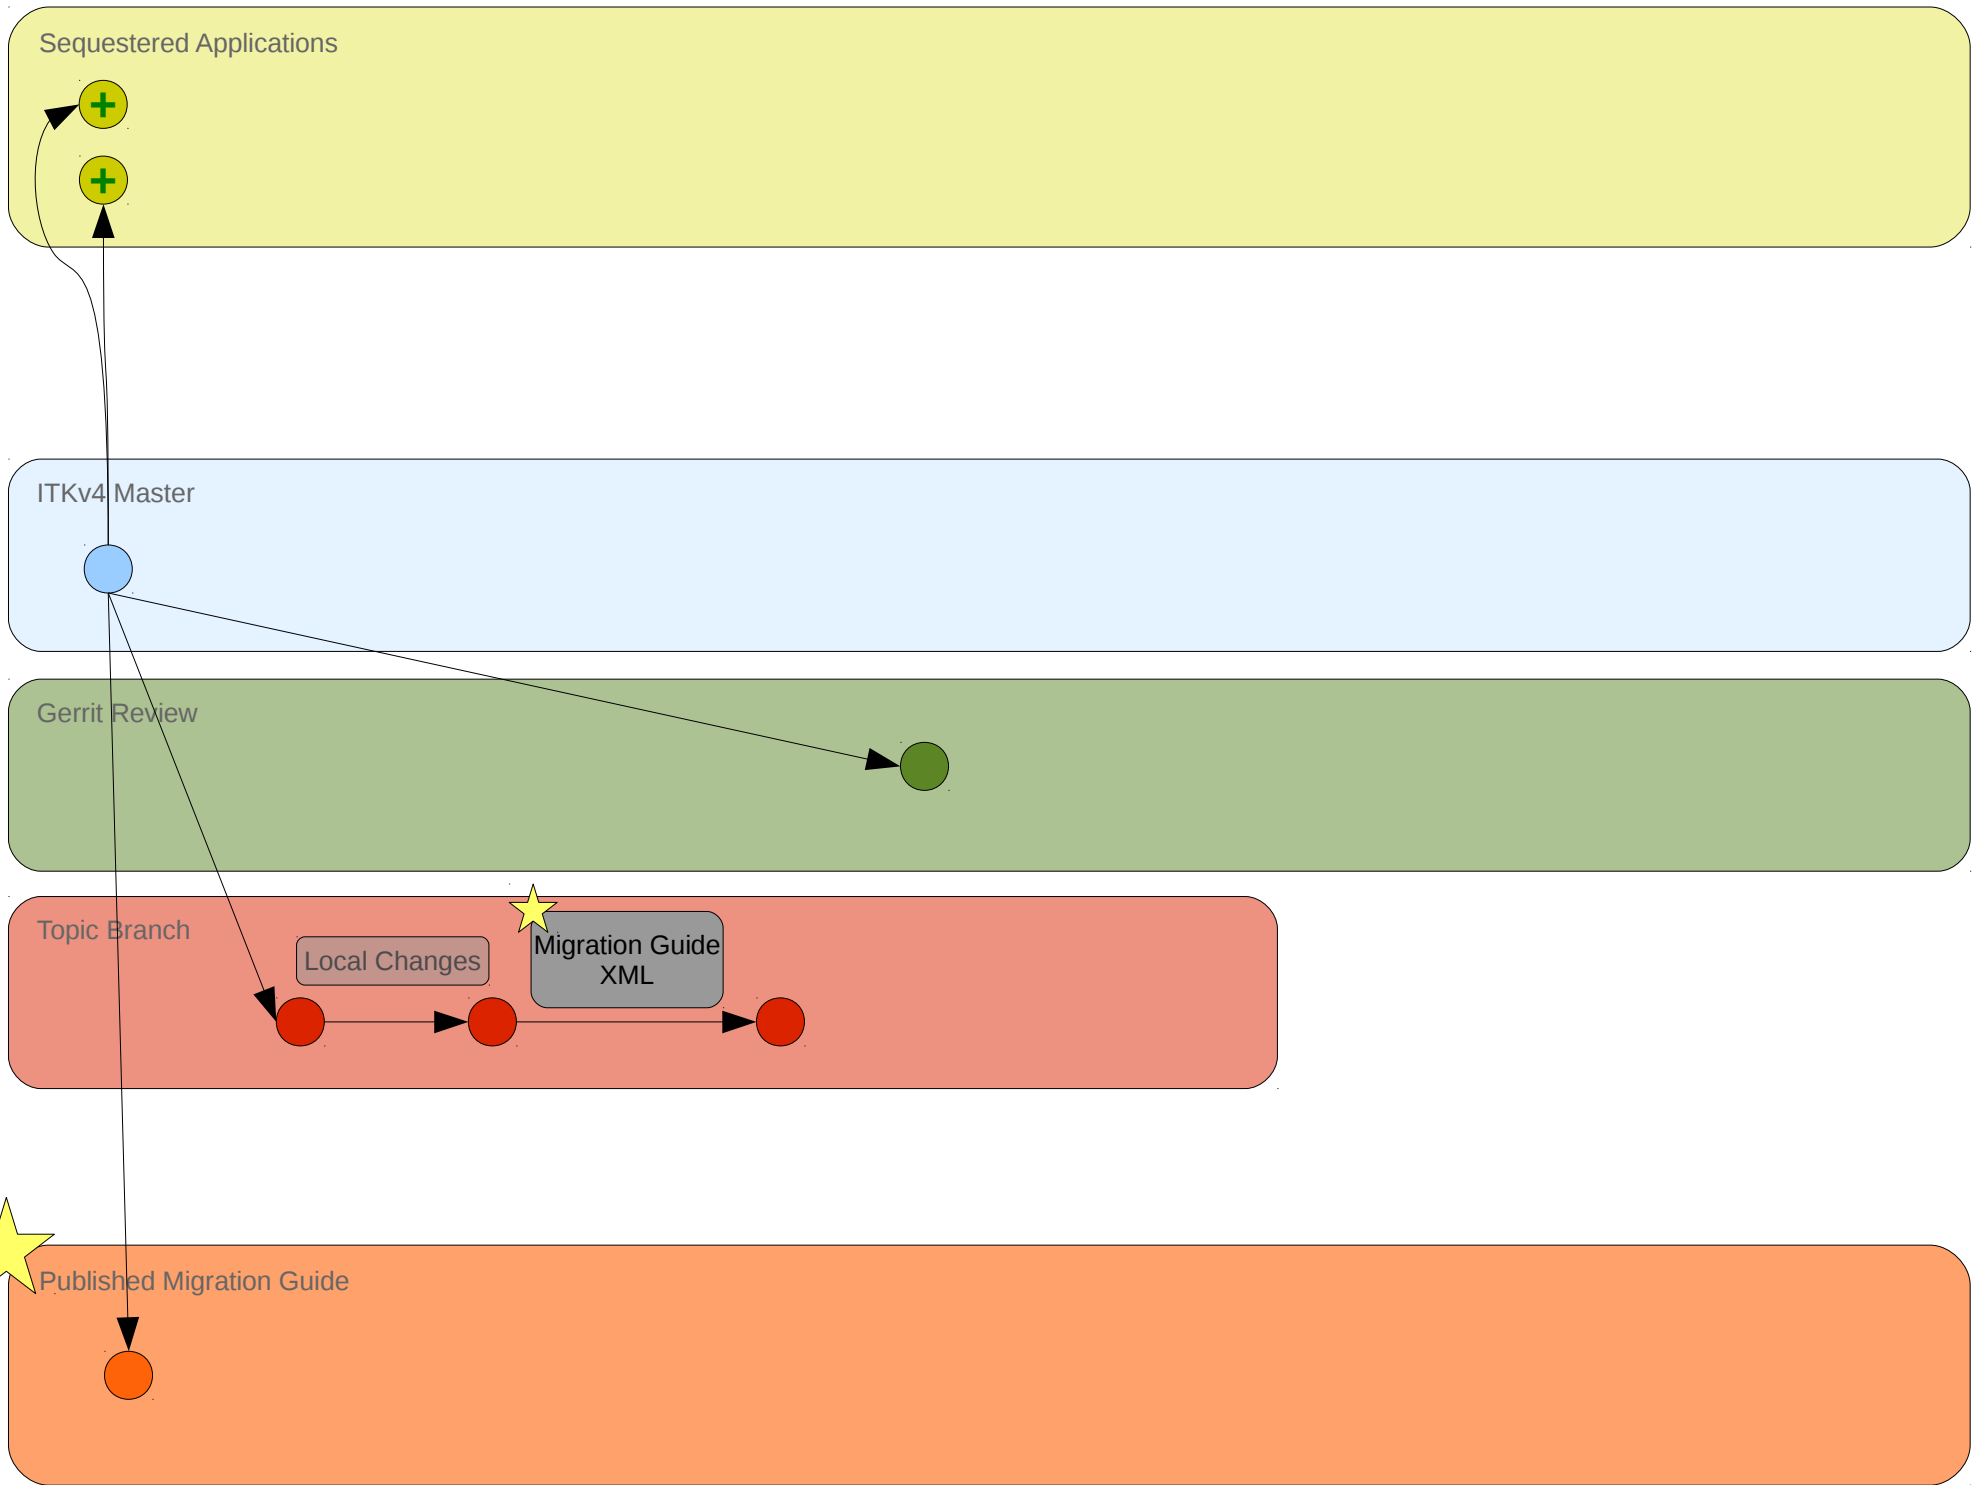 Sequestered Applications
ITKv4 Master
Gerrit Review
Topic Branch
Local Changes
Migration Guide
XML
Published Migration Guide